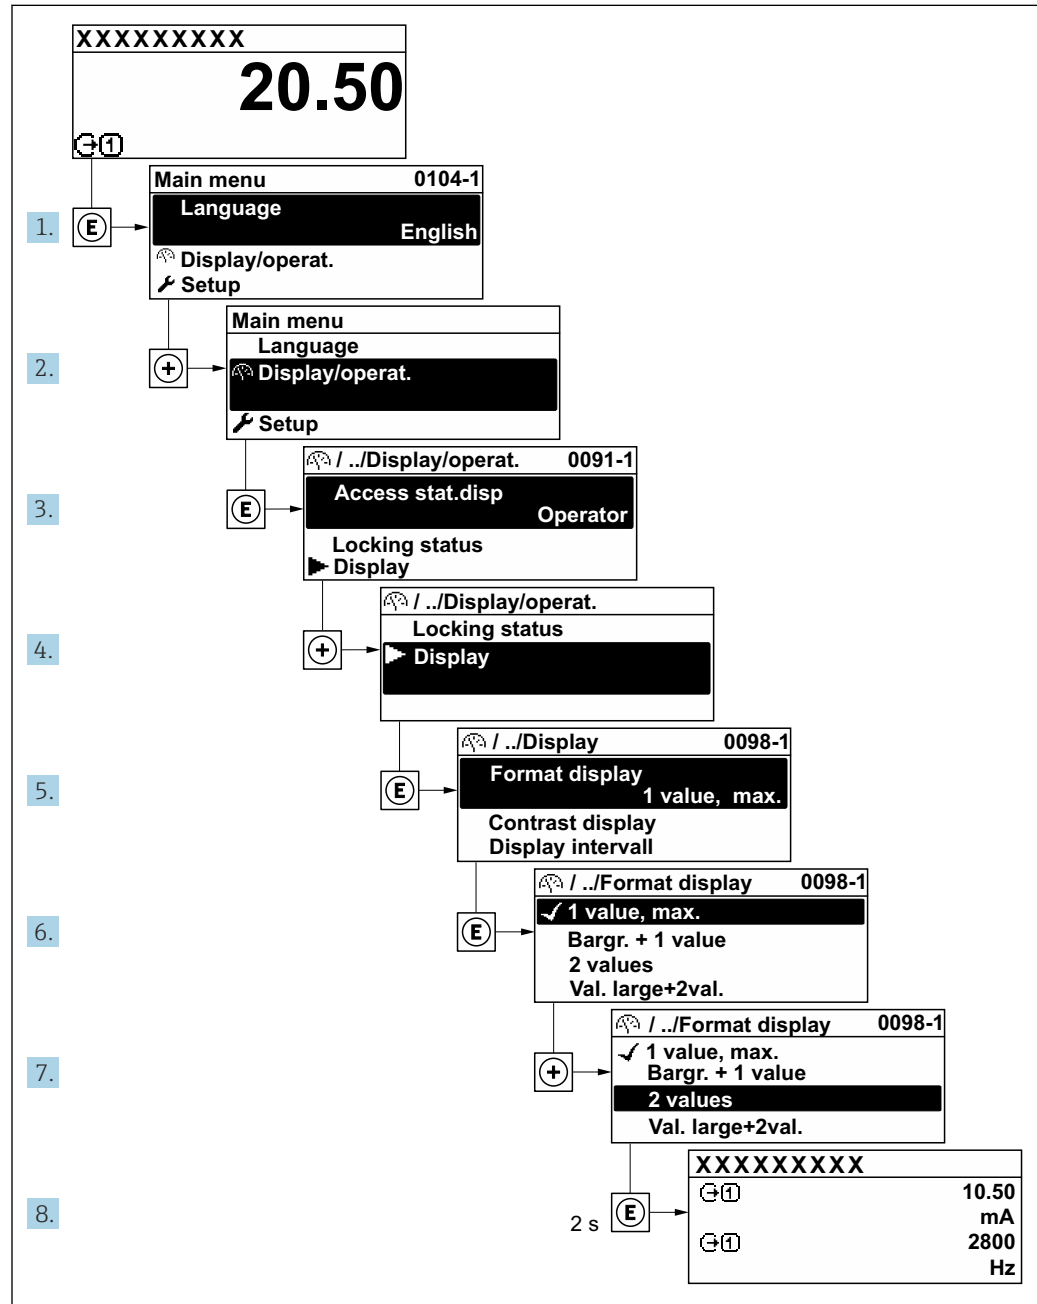 XXXXXXXXX
20.50
1
Main menu 0104-1
1. E Language
English
Display/operat.
Setup
Main menu
Language
2. + Display/operat.
Setup
/ ../Display/operat. 0091-1
3. E Access stat.disp
Operator
Locking status
Display
/ ../Display/operat.
Locking status
4. + Display
/ ../Display 0098-1
5. E Format display
1 value, max.
Contrast display
Display intervall
/ ../Format display 0098-1
6. E 1 value, max.
Bargr. + 1 value
2 values
Val. large+2val.
/ ../Format display 0098-1
7. + 1 value, max.
Bargr. + 1 value
2 values
Val. large+2val.
XXXXXXXXX
1 10.50
8. 2 s E mA
1 2800
Hz